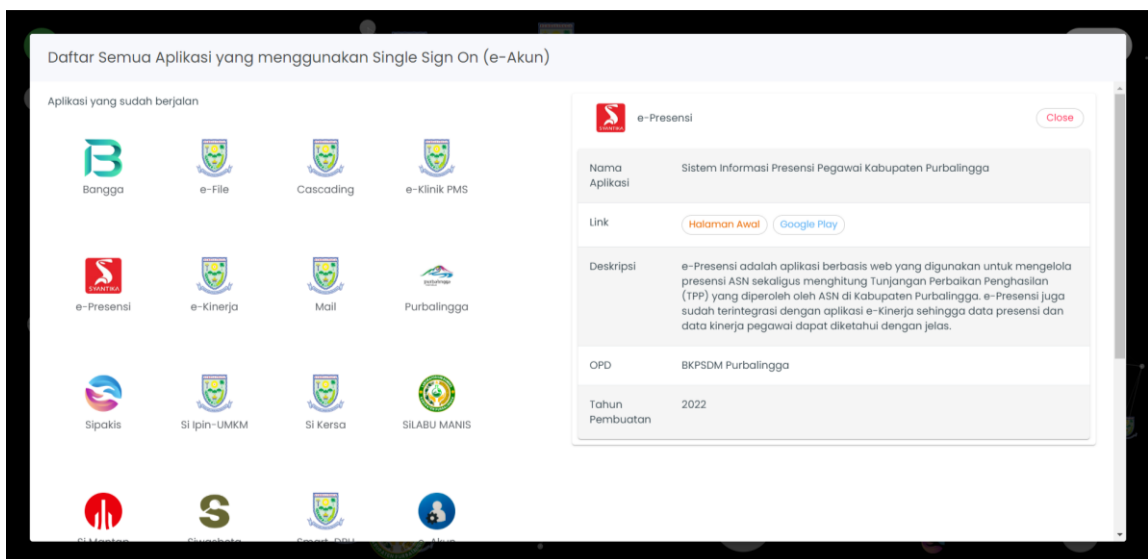 Daftar Semua Aplikasi yang menggunakan Single Sign On (e-Akun)
Aplikasi yang sudah berjalan
Bangga
e-File
Cascading
e-Klinik PMS
SYANTIKA
e-Presensi
e-Kinerja
Mail
Purbalingga
Sipakis
Si Ipin-UMKM
Si Kersa
SiLABU MANIS
Smart DPU
e-Akun
SYANTIKA
e-Presensi
Close
Nama
Aplikasi
Sistem Informasi Presensi Pegawai Kabupaten Purbalingga
Link
Halaman Awal
Google Play
Deskripsi
e-Presensi adalah aplikasi berbasis web yang digunakan untuk mengelola
presensi ASN sekaligus menghitung Tunjangan Perbaikan Penghasilan
(TPP) yang diperoleh oleh ASN di Kabupaten Purbalingga. e-Presensi juga
sudah terintegrasi dengan aplikasi e-Kinerja sehingga data presensi dan
data kinerja pegawai dapat diketahui dengan jelas.
OPD
BKPSDM Purbalingga
Tahun
Pembuatan
2022